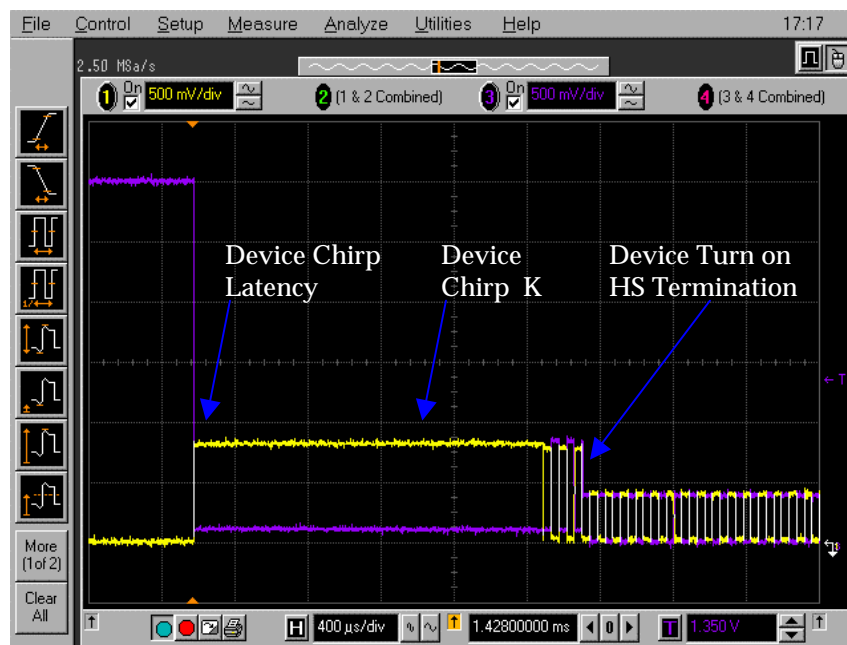 File Control Setup Measure Analyze Utilities Help 17:17
2.50 MSa/s
1 On 500 mV/div 2 (1 & 2 Combined) 3 On 500 mV/div 4 (3 & 4 Combined)
Device Chirp
Latency
Device
Chirp K
Device Turn on
HS Termination
T
1/
More
(1of 2)
Clear
All
H 400 µs/div 1.42800000 ms 0 T 1.350 V